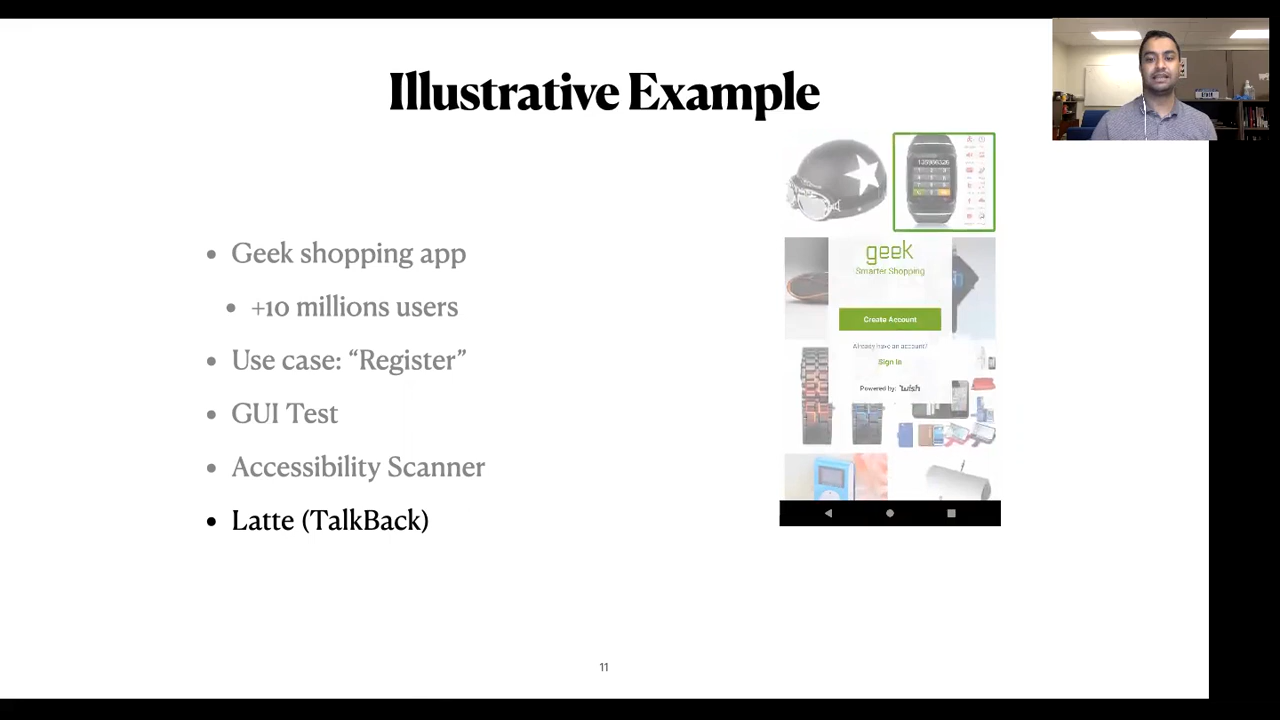 Illustrative Example
• Geek shopping app
• +10 millions users
• Use case: “Register”
• GUI Test
• Accessibility Scanner
• Latte (TalkBack)
geek
Smarter Shopping
Create Account
Already have an account?
Sign In
Powered by: wish
11